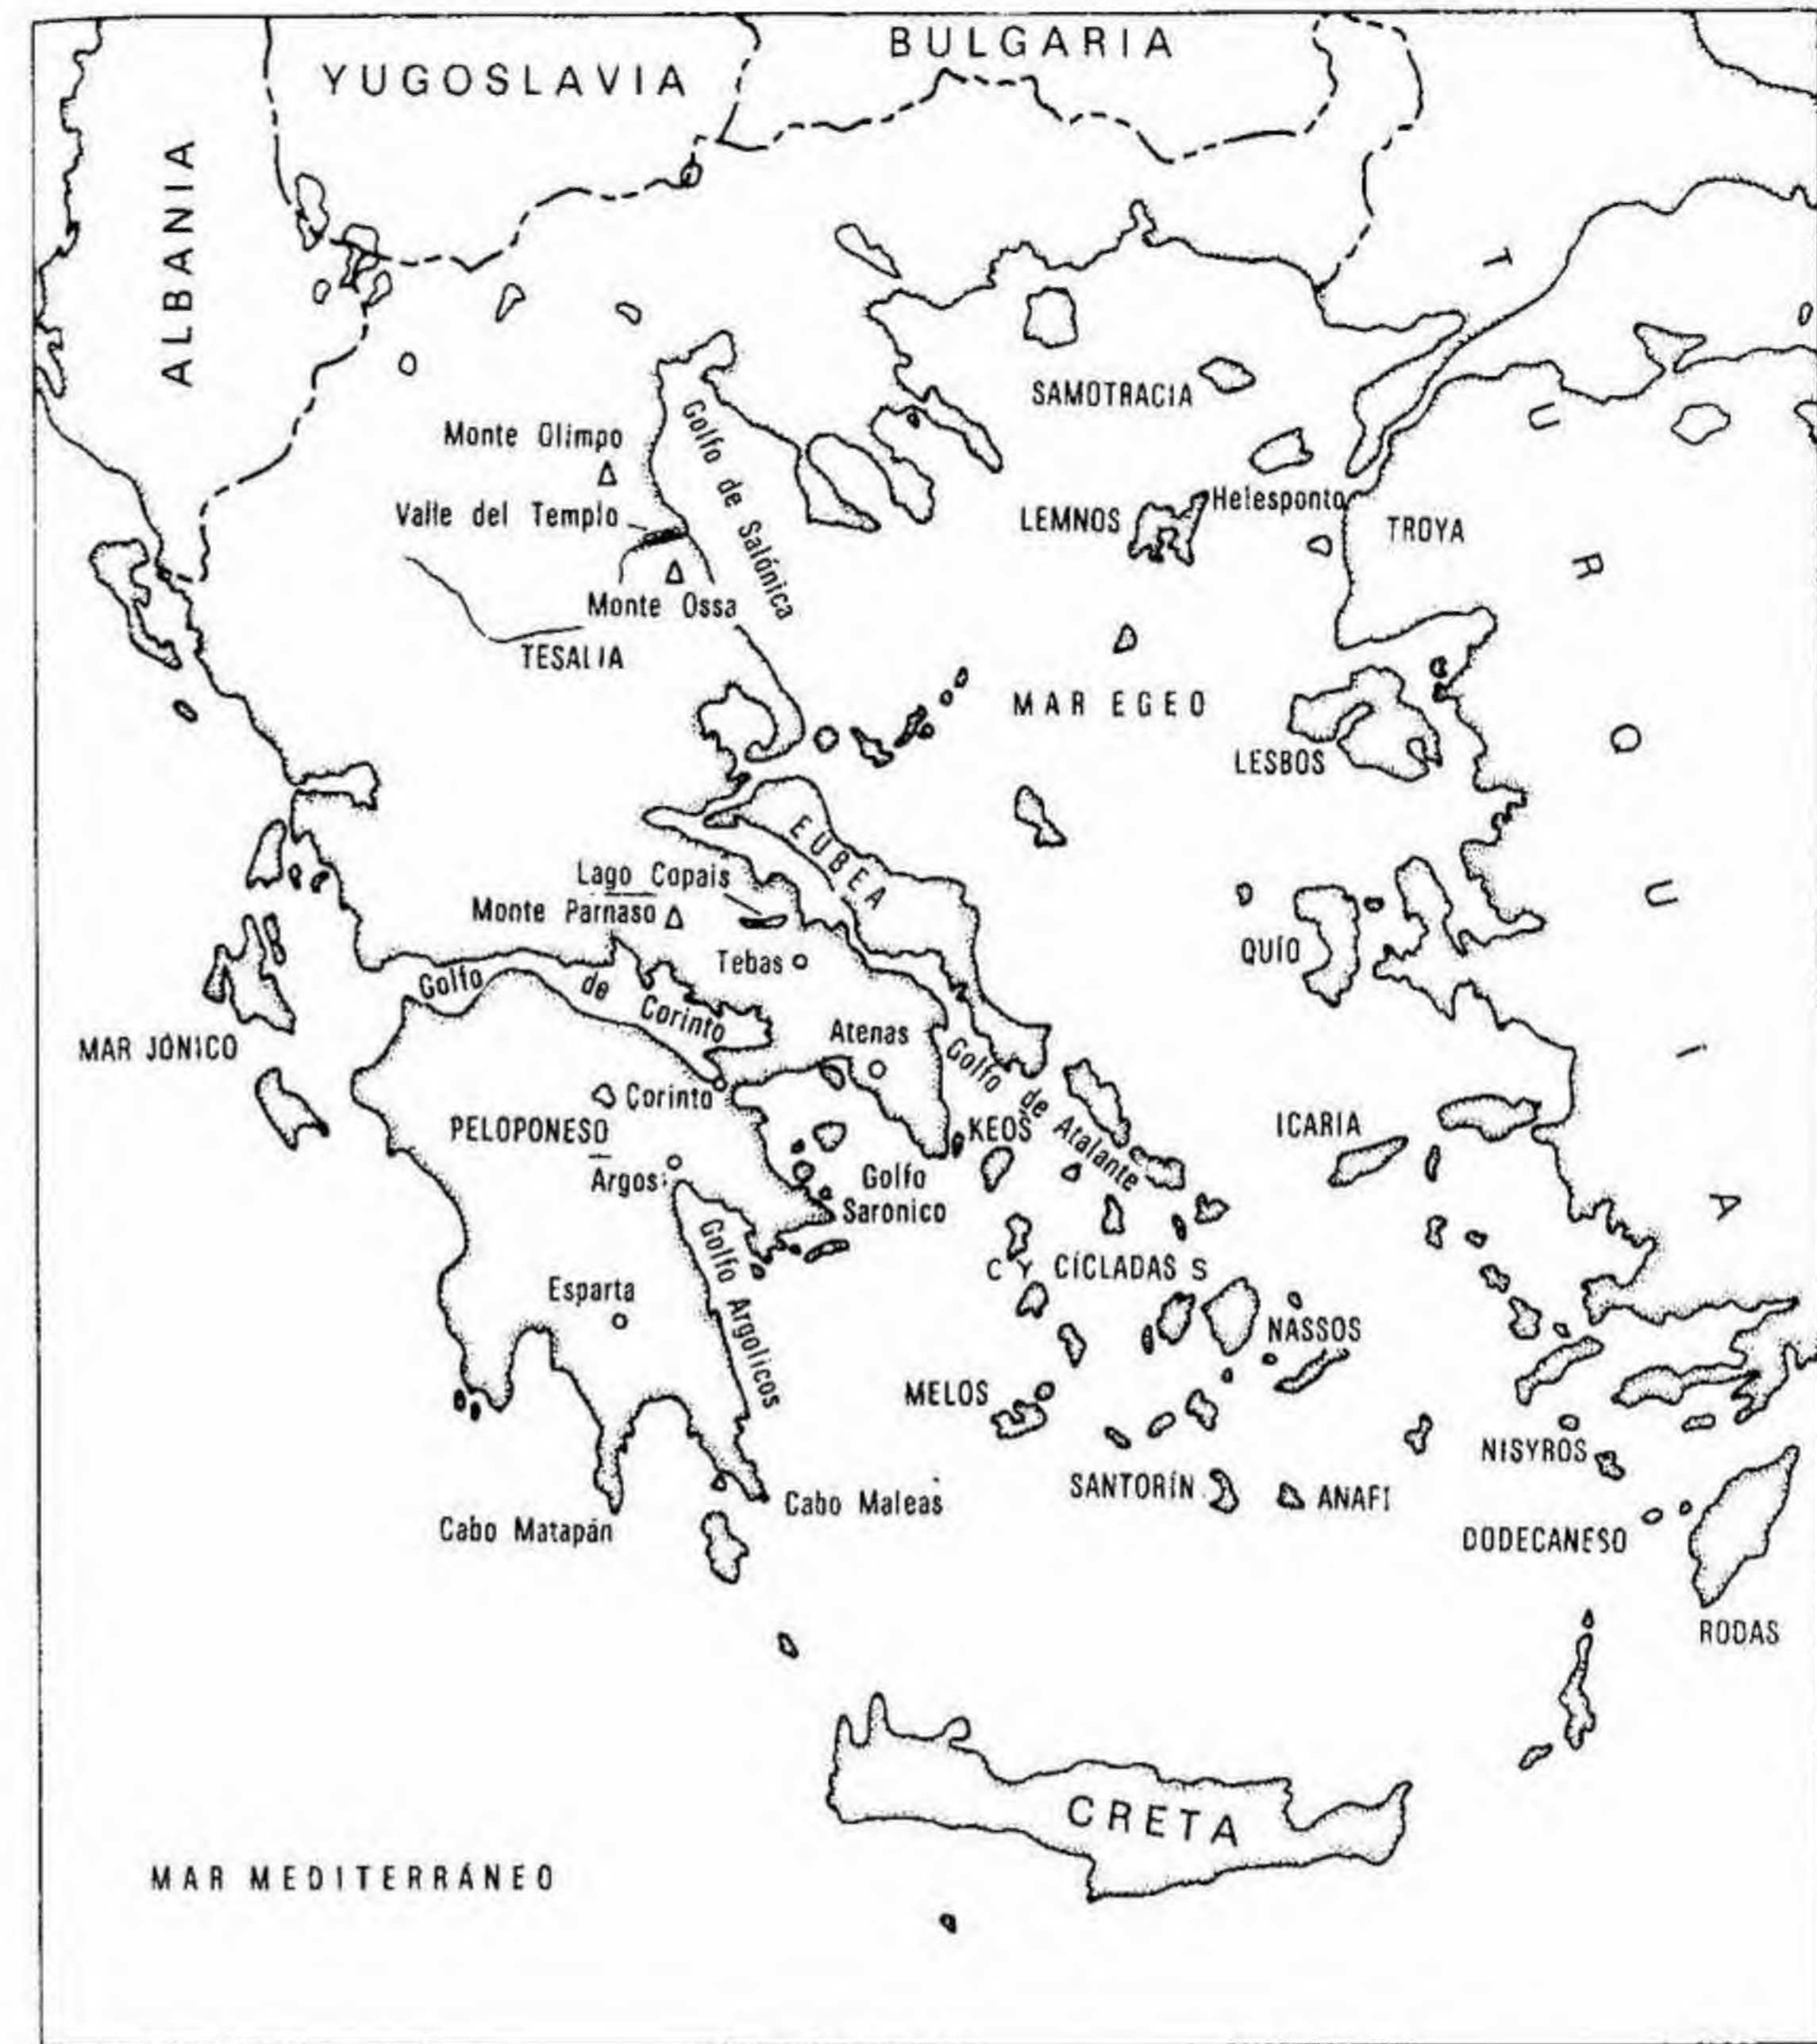 BULGARIA
YUGOSLAVIA
ALBANIA
TURQUÍA
SAMOTRACIA
Monte Olimpo
Golfo de Salónica
Valle del Templo
LEMNOS
Helesponto
TROYA
Monte Ossa
TESALIA
MAR EGEO
LESBOS
EUBEA
Lago Copais
Monte Parnaso
QUÍO
Tebas
Golfo de Corinto
MAR JÓNICO
Atenas
Golfo de Atalante
Corinto
PELOPONESO
KEOS
ICARIA
Argos
Golfo
Saronico
Golfo Argolicos
CY CÍCLADAS S
Esparta
NASSOS
MELOS
NISYROS
SANTORÍN
ANAFI
Cabo Maleas
Cabo Matapán
DODECANESO
RODAS
CRETA
MAR MEDITERRÁNEO